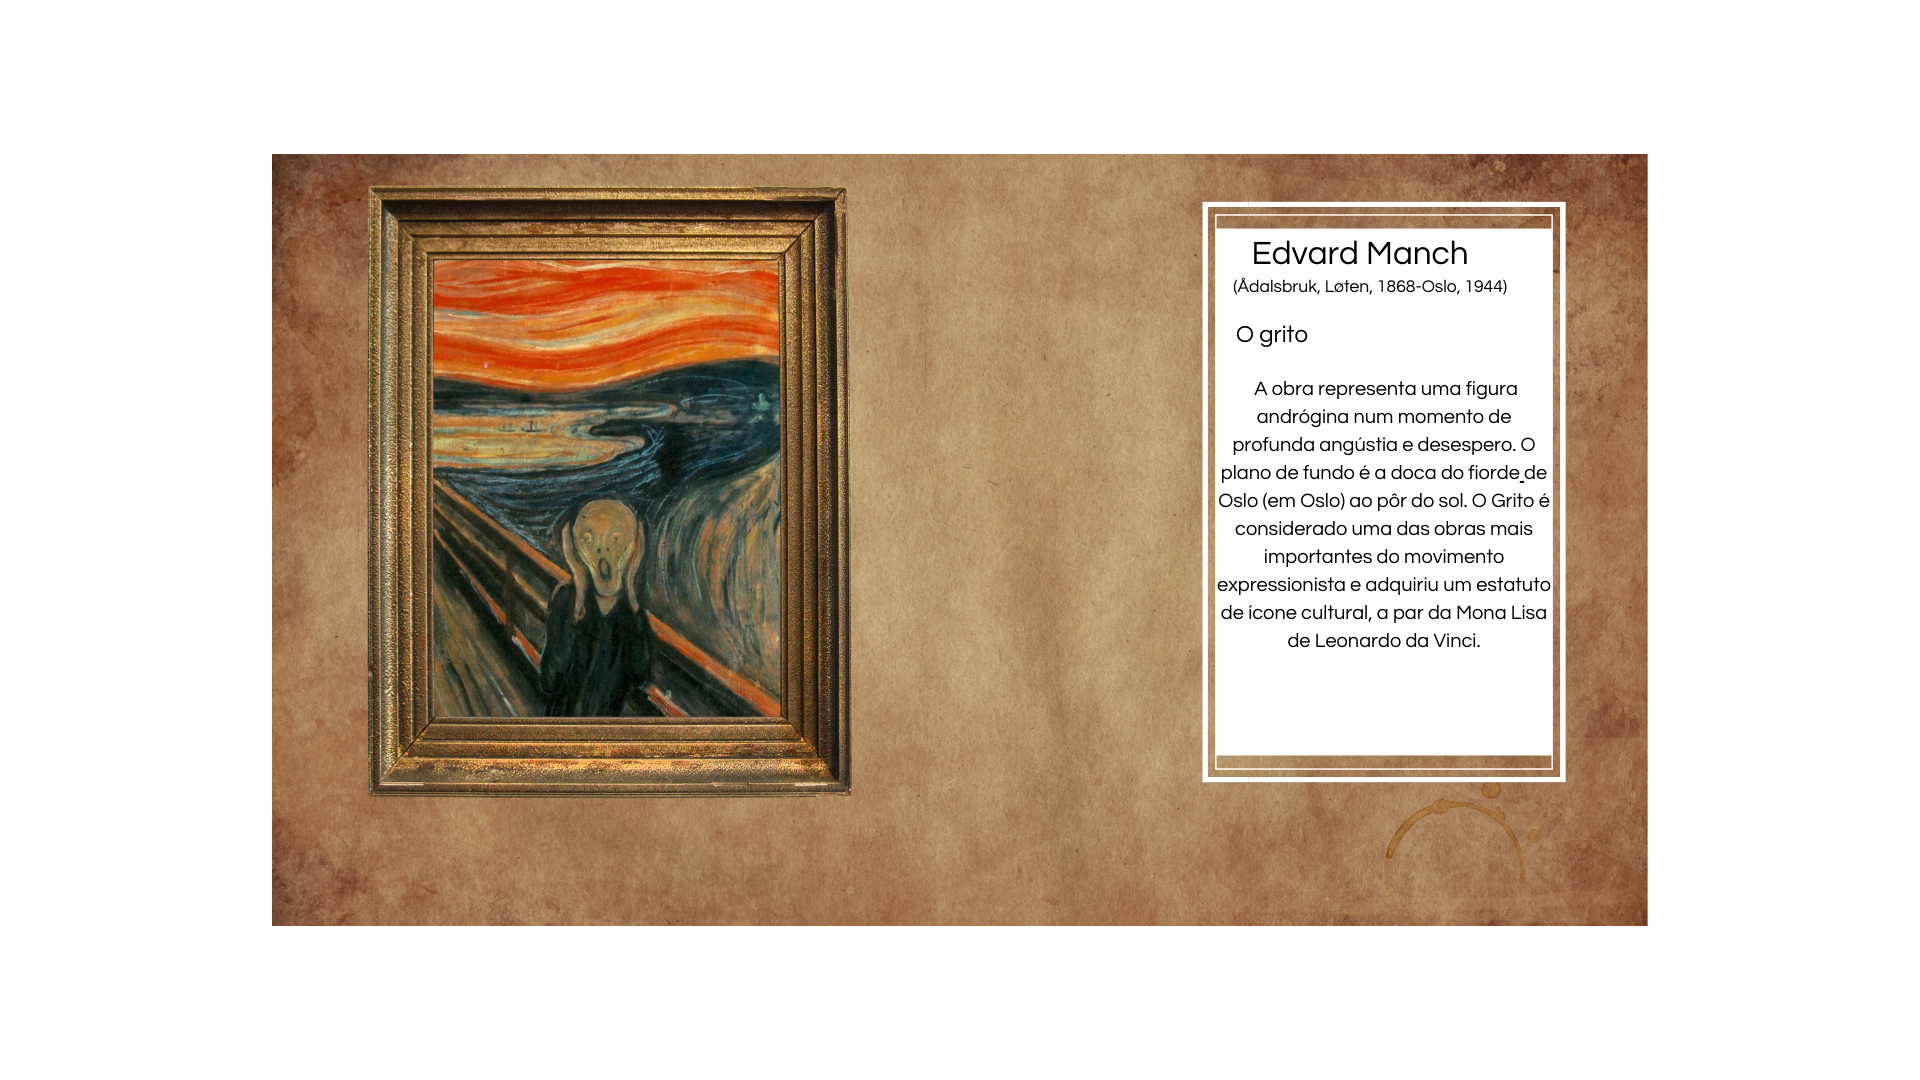 Edvard Manch
(Ådalsbruk, Løten, 1868-Oslo, 1944)
O grito
A obra representa uma figura
andrógina num momento de
profunda angústia e desespero. O
plano de fundo é a doca do fiorde de
Oslo (em Oslo) ao pôr do sol. O Grito é
considerado uma das obras mais
importantes do movimento
expressionista e adquiriu um estatuto
de ícone cultural, a par da Mona Lisa
de Leonardo da Vinci.